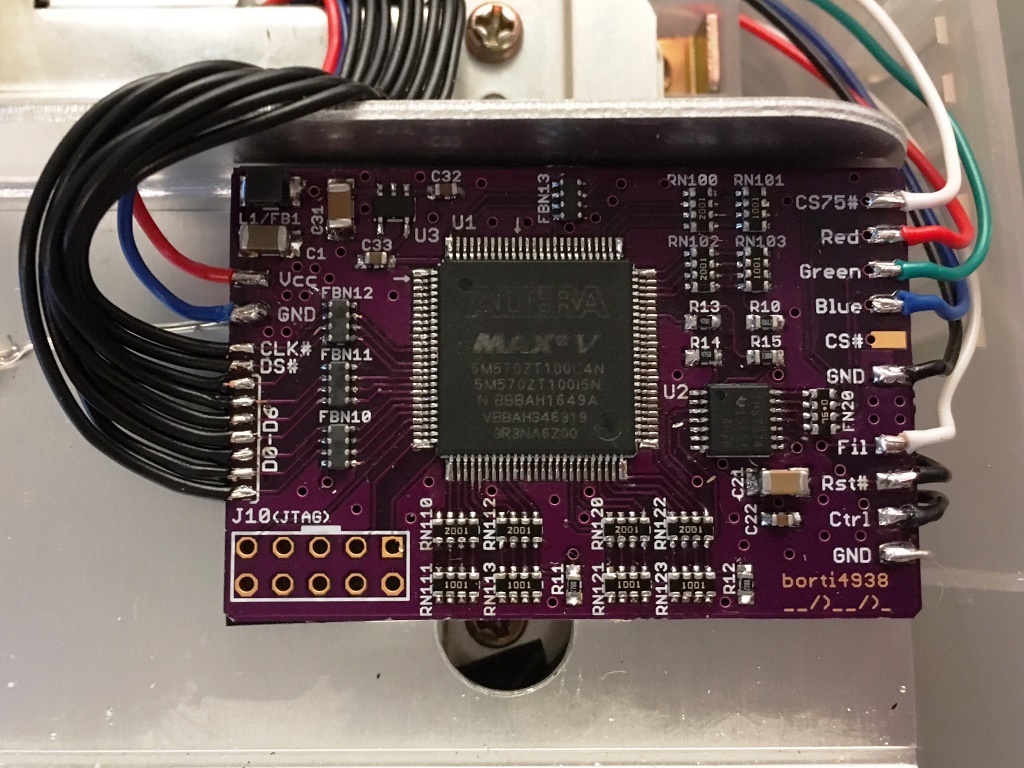 C32
RN100 RN101
FBN13
CS75#
C31
L1/FB1
U3 U1
C1
C33
RN102 RN103
Red
Green
Vcc
FBN12
Blue
GND
R13 R10
CS#
CLK#
DS#
FBN11
R14 R15
GND
FBN10
D0-D6
U2
FN20
Fil
ALTERA
MAX® V
5M570ZT100C4N
5M570ZT100I5N
N BBBAH1649A
VBBAH346319
3R3NA6Z00
C21
Rst#
C22
Ctrl
GND
J10(JTAG)
RN110 RN112 RN120 RN122
2001 2001 2001 2001
RN111 RN113 R11 RN121 RN123 R12
1001 1001 1001 1001
borti4938
__/)__/)_